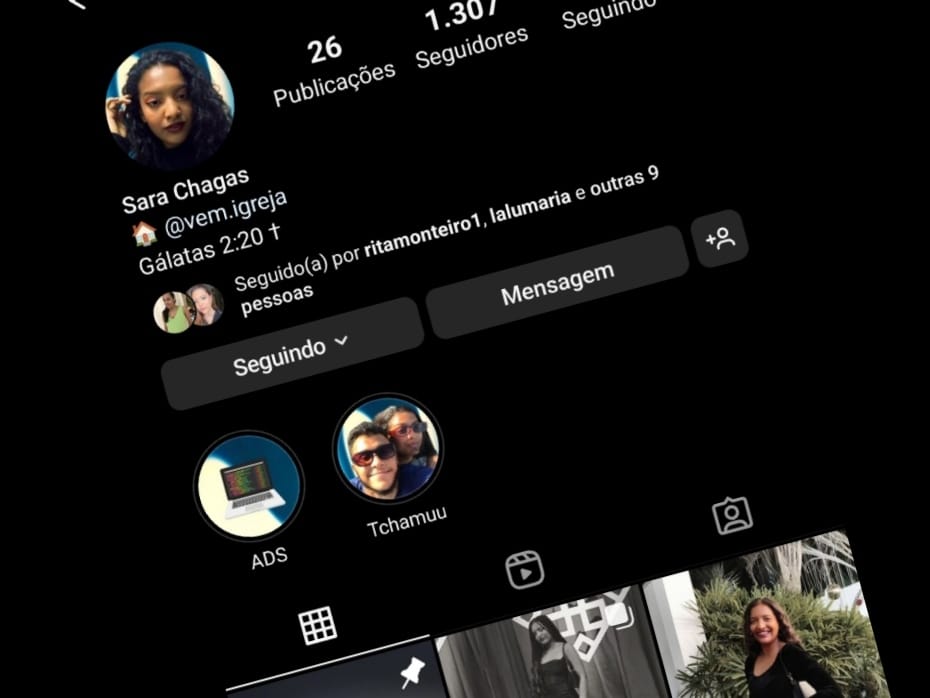 26
1.307
Publicações
Seguidores
Seguindo
Sara Chagas
@vem.igreja
Gálatas 2:20 †
Seguido(a) por ritamonteiro1, lalumaria e outras 9
pessoas
Seguindo
Mensagem
ADS
Tchamuu